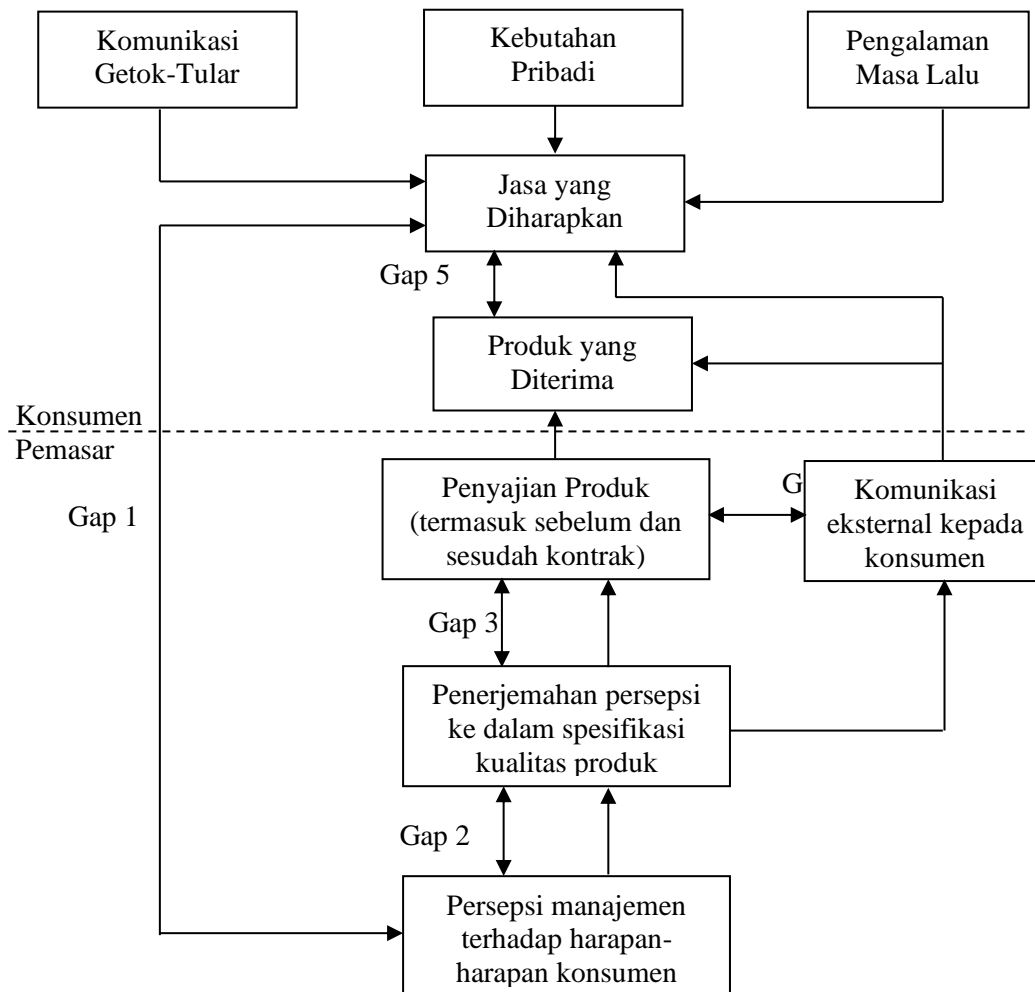 Komunikasi
Getok-Tular
Kebutahan
Pribadi
Pengalaman
Masa Lalu
Jasa yang
Diharapkan
Gap 5
Produk yang
Diterima
Konsumen
Pemasar
Gap 1
Penyajian Produk
(termasuk sebelum dan
sesudah kontrak)
G
Komunikasi
eksternal kepada
konsumen
Gap 3
Penerjemahan persepsi
ke dalam spesifikasi
kualitas produk
Gap 2
Persepsi manajemen
terhadap harapan-
harapan konsumen